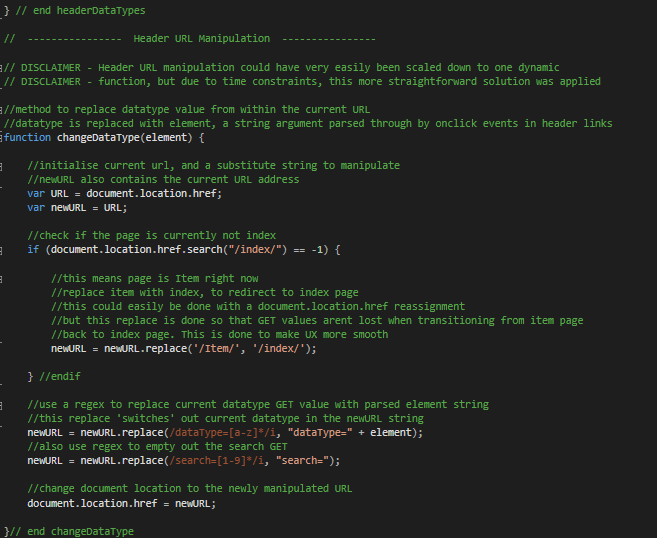 } // end headerDataTypes
// ---------------- Header URL Manipulation ----------------
// DISCLAIMER - Header URL manipulation could have very easily been scaled down to one dynamic
// DISCLAIMER - function, but due to time constraints, this more straightforward solution was applied
//method to replace datatype value from within the current URL
//datatype is replaced with element, a string argument parsed through by onclick events in header links
function changeDataType(element) {
//initialise current url, and a substitute string to manipulate
//newURL also contains the current URL address
var URL = document.location.href;
var newURL = URL;
//check if the page is currently not index
if (document.location.href.search("/index/") == -1) {
//this means page is Item right now
//replace item with index, to redirect to index page
//this could easily be done with a document.location.href reassignment
//but this replace is done so that GET values arent lost when transitioning from item page
//back to index page. This is done to make UX more smooth
newURL = newURL.replace('/Item/', '/index/');
} //endif
//use a regex to replace current datatype GET value with parsed element string
//this replace 'switches' out current datatype in the newURL string
newURL = newURL.replace(/dataType=[a-z]*/i, "dataType=" + element);
//also use regex to empty out the search GET
newURL = newURL.replace(/search=[1-9]*/i, "search=");
//change document location to the newly manipulated URL
document.location.href = newURL;
}// end changeDataType